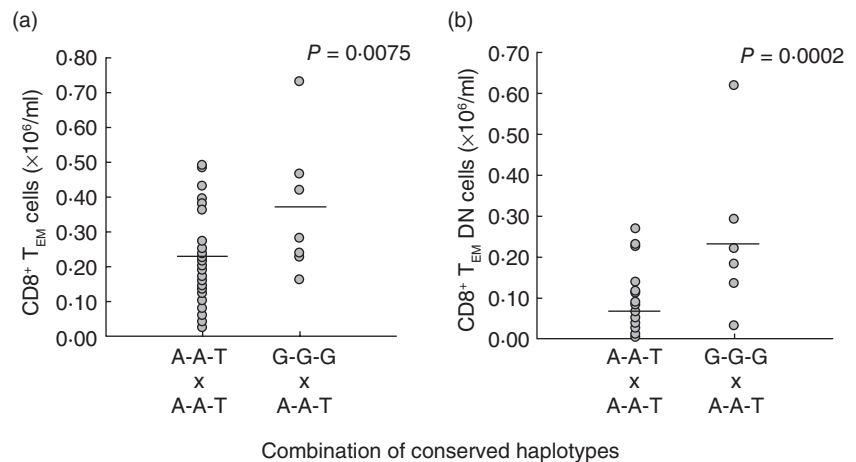 (a)
P = 0·0075
CD8⁺ T_EM cells (×10⁶/ml)
0·80
0·70
0·60
0·50
0·40
0·30
0·20
0·10
0·00
A-A-T
x
A-A-T
G-G-G
x
A-A-T
(b)
P = 0·0002
CD8⁺ T_EM DN cells (×10⁶/ml)
0·70
0·60
0·50
0·40
0·30
0·20
0·10
0·00
A-A-T
x
A-A-T
G-G-G
x
A-A-T
Combination of conserved haplotypes